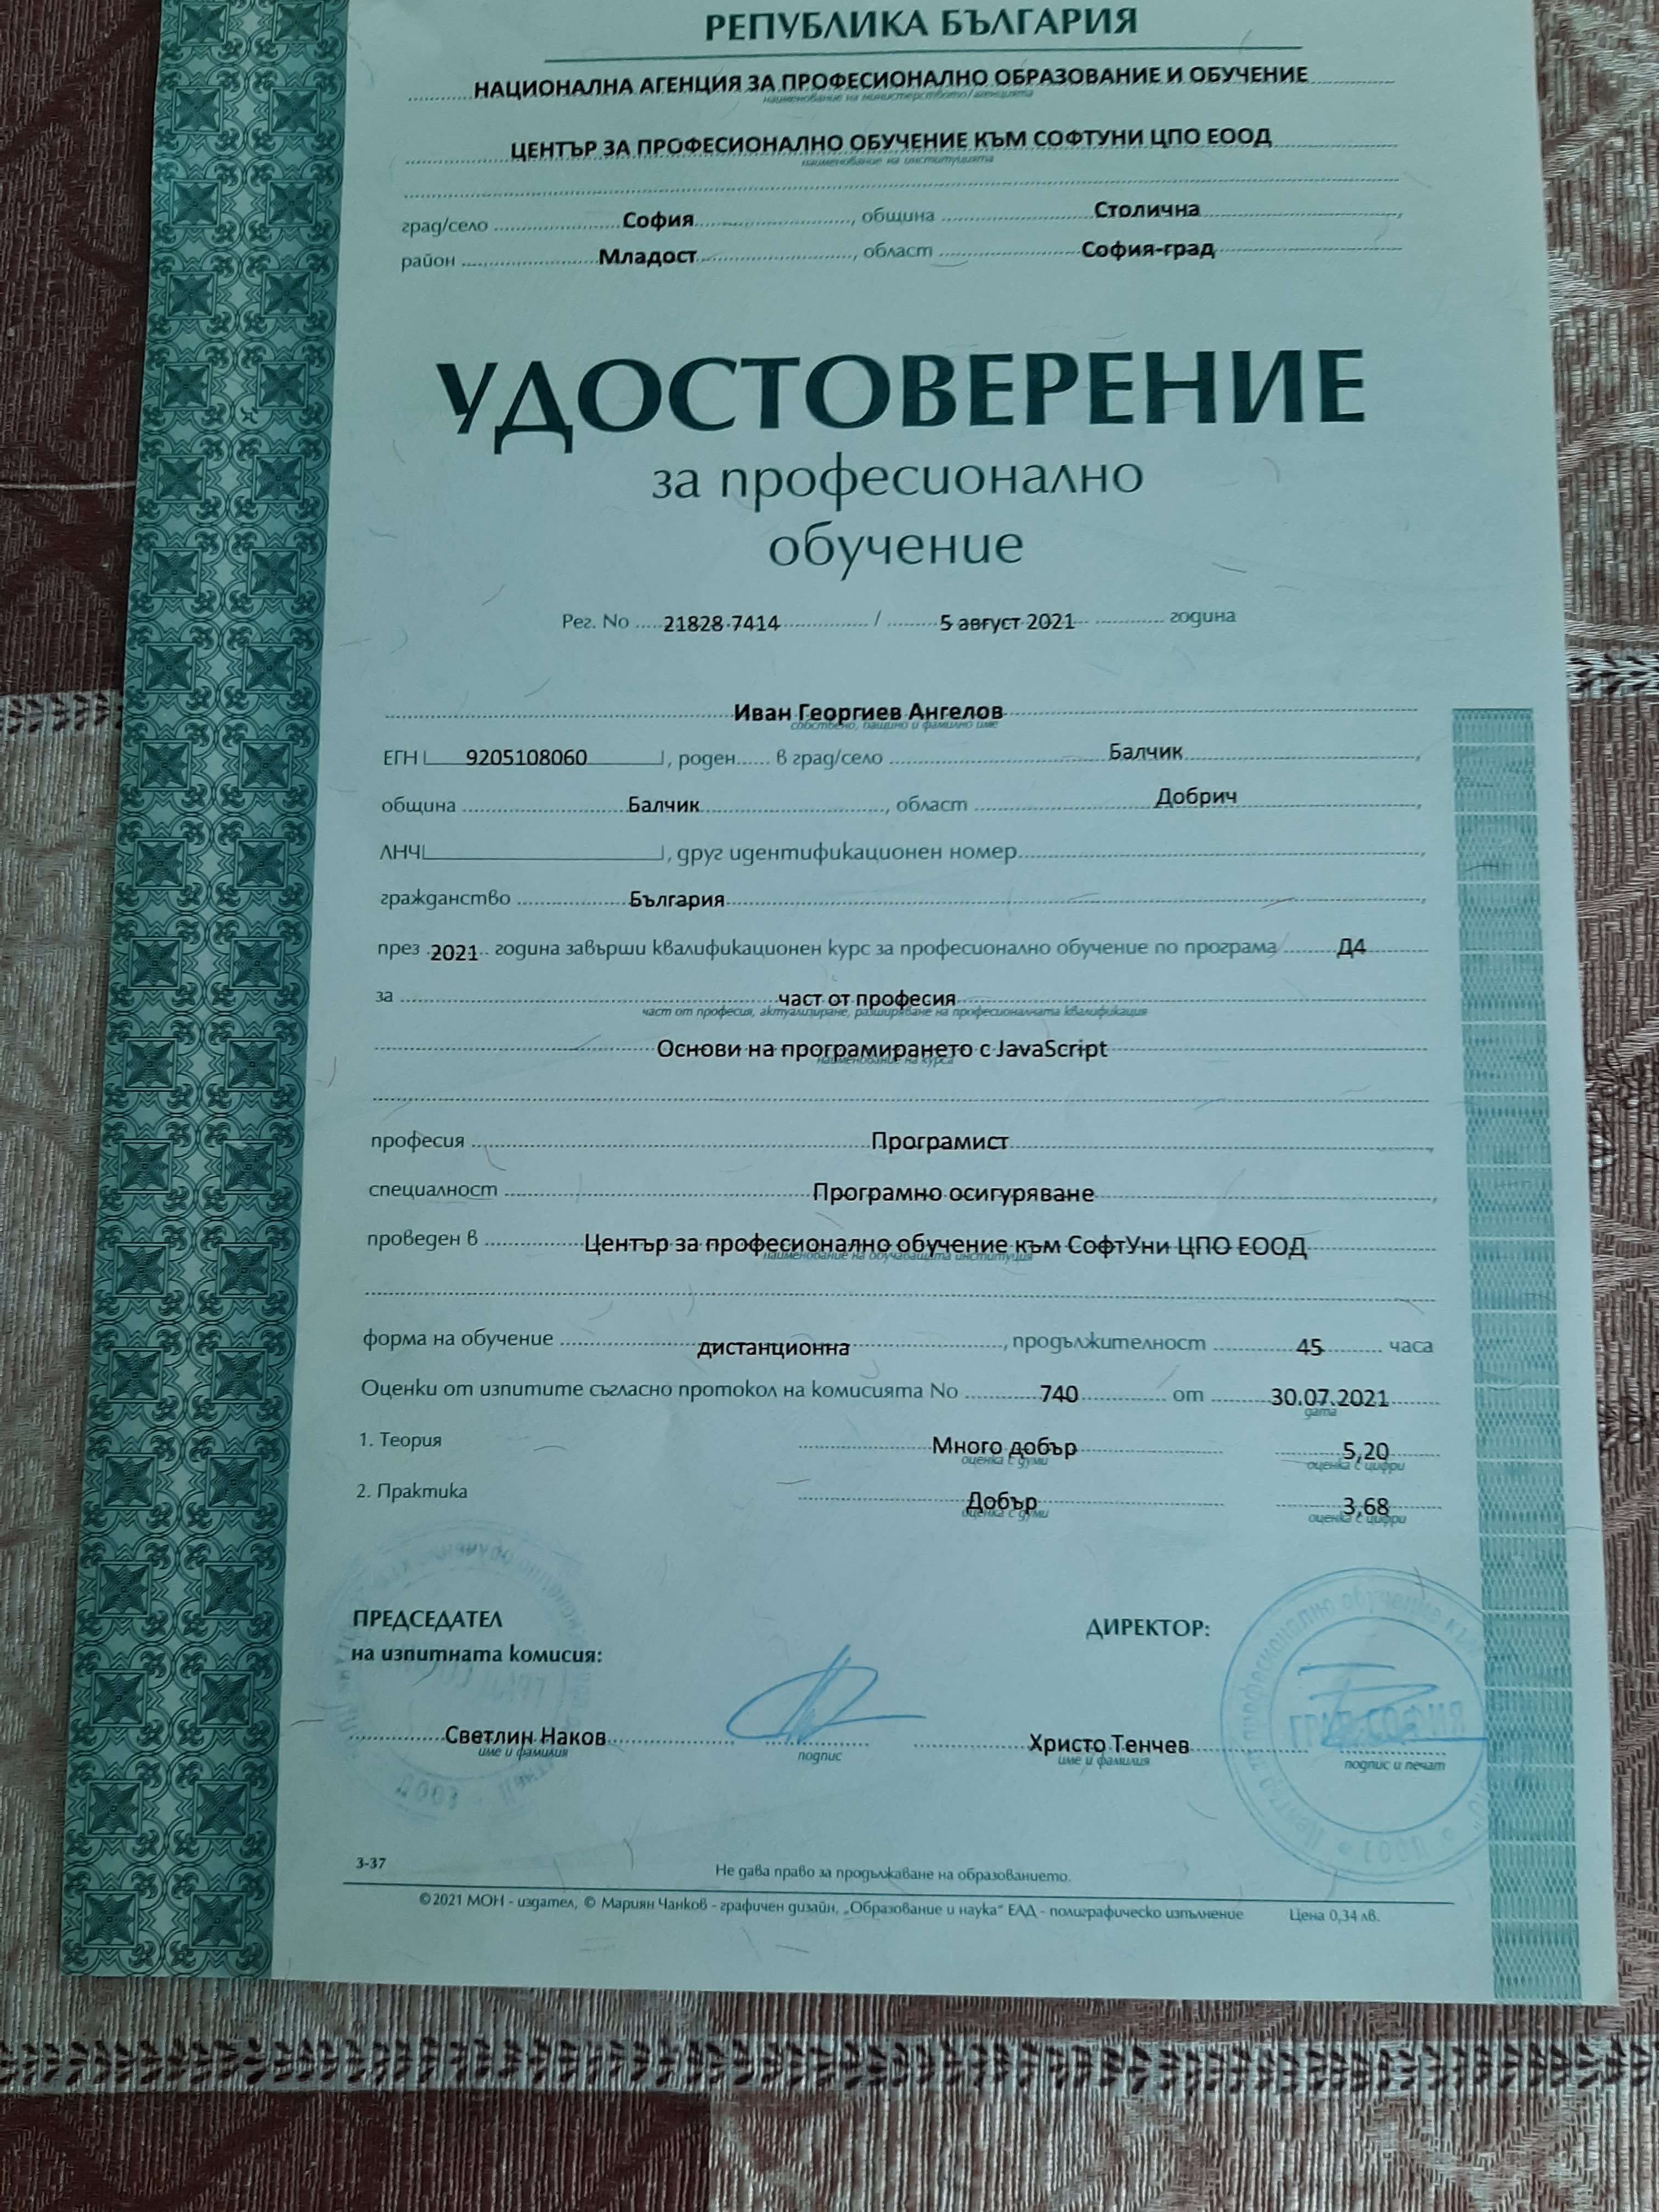 РЕПУБЛИКА БЪЛГАРИЯ
НАЦИОНАЛНА АГЕНЦИЯ ЗА ПРОФЕСИОНАЛНО ОБРАЗОВАНИЕ И ОБУЧЕНИЕ
наименование на министерството/агенцията
ЦЕНТЪР ЗА ПРОФЕСИОНАЛНО ОБУЧЕНИЕ КЪМ СОФТУНИ ЦПО ЕООД
наименование на институцията
град/село София, община Столична,
район Младост, област София-град
УДОСТОВЕРЕНИЕ
за професионално
обучение
Рег. No 21828-7414 / 5 август 2021 година
Иван Георгиев Ангелов
собствено, бащино и фамилно име
ЕГН 9205108060, роден в град/село Балчик,
община Балчик, област Добрич,
ЛНЧ, друг идентификационен номер,
гражданство България,
през 2021 година завърши квалификационен курс за професионално обучение по програма Д4
за част от професия
част от професия, актуализиране, разширяване на професионалната квалификация
Основи на програмирането с JavaScript
наименование на курса
професия Програмист,
специалност Програмно осигуряване,
проведен в Център за професионално обучение към СофтУни ЦПО ЕООД
наименование на обучаващата институция
форма на обучение дистанционна, продължителност 45 часа
Оценки от изпитите съгласно протокол на комисията No 740 от 30.07.2021
дата
1. Теория Много добър 5,20
оценка с думи оценка с цифри
2. Практика Добър 3,68
оценка с думи оценка с цифри
ПРЕДСЕДАТЕЛ
на изпитната комисия:
ДИРЕКТОР:
Светлин Наков
име и фамилия подпис
Христо Тенчев
име и фамилия подпис и печат
ГРАД СОФИЯ
3-37
Не дава право за продължаване на образованието.
©2021 МОН - издател, © Мариян Чанков - графичен дизайн, „Образование и наука“ ЕАД - полиграфическо изпълнение Цена 0,34 лв.